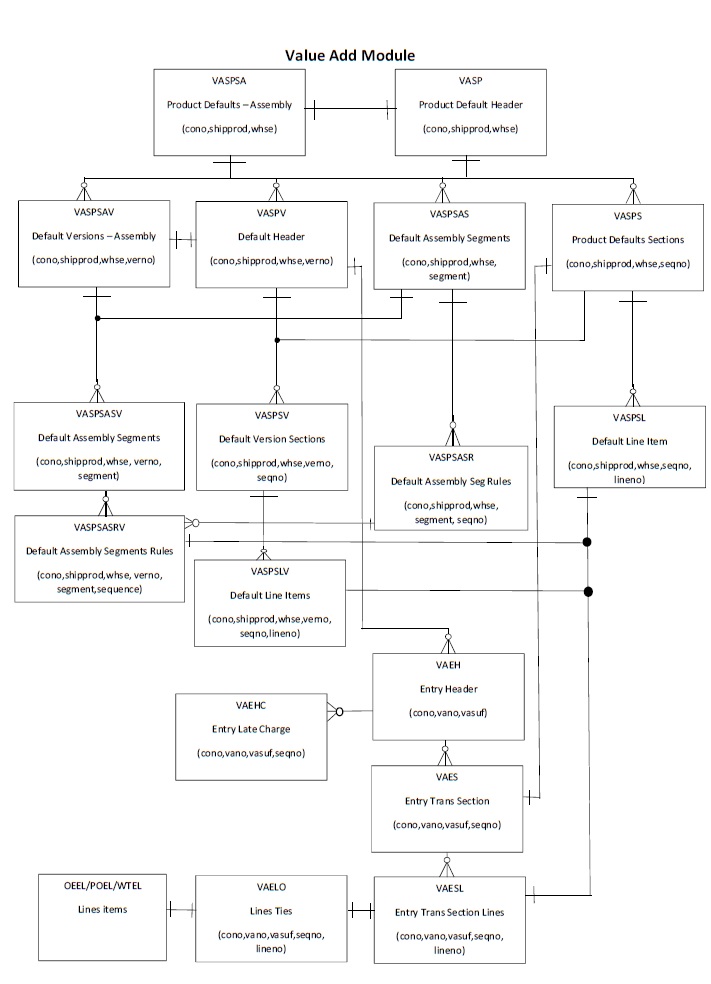 Value Add Module
VASPSA
Product Defaults – Assembly
(cono,shipprod,whse)
VASP
Product Default Header
(cono,shipprod,whse)
VASPSAV
Default Versions – Assembly
(cono,shipprod,whse,verno)
VASPV
Default Header
(cono,shipprod,whse,verno)
VASPSAS
Default Assembly Segments
(cono,shipprod,whse,
segment)
VASPS
Product Defaults Sections
(cono,shipprod,whse,seqno)
VASPSASV
Default Assembly Segments
(cono,shipprod,whse, verno,
segment)
VASPSV
Default Version Sections
(cono,shipprod,whse,verno,
seqno)
VASPSASR
Default Assembly Seg Rules
(cono,shipprod,whse,
segment, seqno)
VASPSL
Default Line Item
(cono,shipprod,whse,seqno,
lineno)
VASPSASRV
Default Assembly Segments Rules
(cono,shipprod,whse, verno,
segment,sequence)
VASPSLV
Default Line Items
(cono,shipprod,whse,verno,
seqno,lineno)
VAEH
Entry Header
(cono,vano,vasuf)
VAEHC
Entry Late Charge
(cono,vano,vasuf,seqno)
VAES
Entry Trans Section
(cono,vano,vasuf,seqno)
OEEL/POEL/WTEL
Lines items
VAELO
Lines Ties
(cono,vano,vasuf,seqno,
lineno)
VAESL
Entry Trans Section Lines
(cono,vano,vasuf,seqno,
lineno)